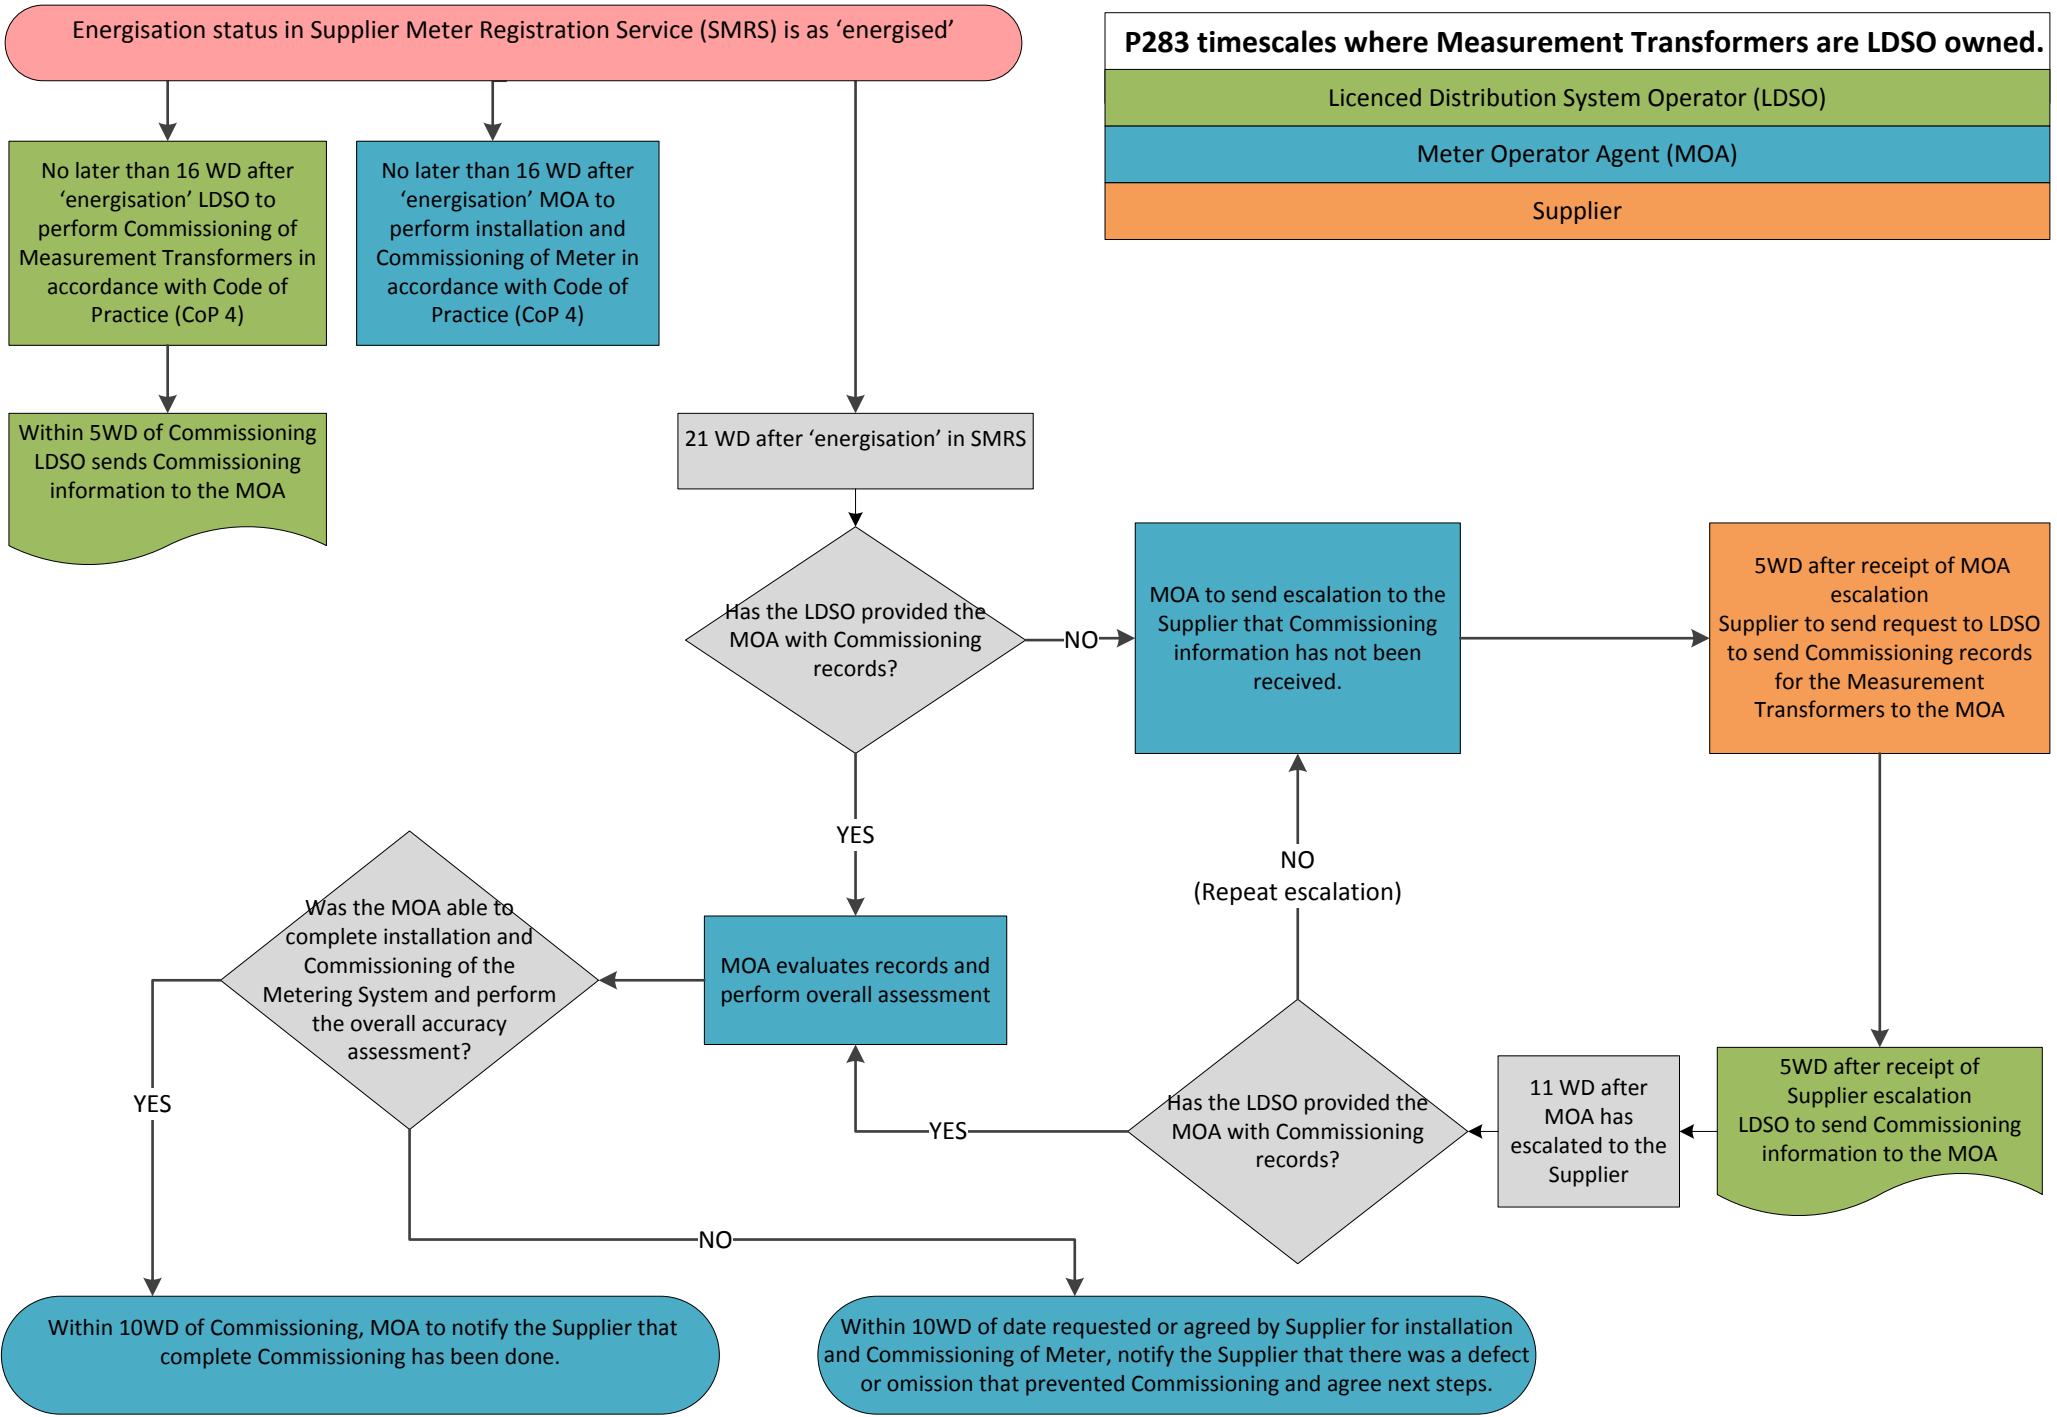 Energisation status in Supplier Meter Registration Service (SMRS) is as ‘energised’
P283 timescales where Measurement Transformers are LDSO owned.
Licenced Distribution System Operator (LDSO)
Meter Operator Agent (MOA)
Supplier
No later than 16 WD after
‘energisation’ LDSO to
perform Commissioning of
Measurement Transformers in
accordance with Code of
Practice (CoP 4)
No later than 16 WD after
‘energisation’ MOA to
perform installation and
Commissioning of Meter in
accordance with Code of
Practice (CoP 4)
Within 5WD of Commissioning
LDSO sends Commissioning
information to the MOA
21 WD after ‘energisation’ in SMRS
Has the LDSO provided the
MOA with Commissioning
records?
NO
MOA to send escalation to the
Supplier that Commissioning
information has not been
received.
5WD after receipt of MOA
escalation
Supplier to send request to LDSO
to send Commissioning records
for the Measurement
Transformers to the MOA
YES
NO
(Repeat escalation)
Was the MOA able to
complete installation and
Commissioning of the
Metering System and perform
the overall accuracy
assessment?
MOA evaluates records and
perform overall assessment
YES
YES
Has the LDSO provided the
MOA with Commissioning
records?
11 WD after
MOA has
escalated to the
Supplier
5WD after receipt of
Supplier escalation
LDSO to send Commissioning
information to the MOA
NO
Within 10WD of Commissioning, MOA to notify the Supplier that
complete Commissioning has been done.
Within 10WD of date requested or agreed by Supplier for installation
and Commissioning of Meter, notify the Supplier that there was a defect
or omission that prevented Commissioning and agree next steps.